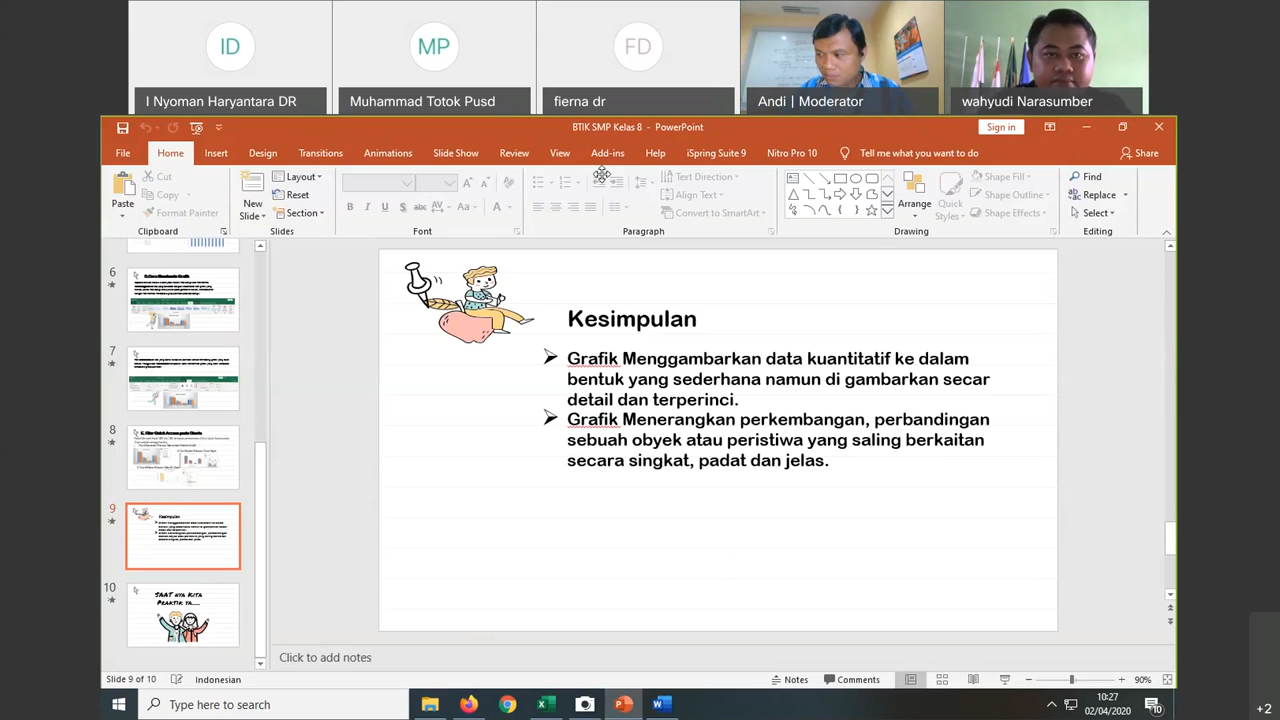 ID
MP
FD
I Nyoman Haryantara DR
Muhammad Totok Pusd
fierna dr
Andi | Moderator
wahyudi Narasumber
BTIK SMP Kelas 8 - PowerPoint
Sign in
File Home Insert Design Transitions Animations Slide Show Review View Add-ins Help iSpring Suite 9 Nitro Pro 10 Tell me what you want to do Share
Paste
Cut
Copy
Format Painter
Clipboard
New
Slide
Layout
Reset
Section
Slides
Font
Text Direction
Align Text
Convert to SmartArt
Paragraph
Arrange
Quick
Styles
Shape Fill
Shape Outline
Shape Effects
Drawing
Find
Replace
Select
Editing
6
7
8
9
Kesimpulan
10
SAAT nya Kita
Praktik ya....
Kesimpulan
Grafik Menggambarkan data kuantitatif ke dalam
bentuk yang sederhana namun di gambarkan secar
detail dan terperinci.
Grafik Menerangkan perkembangan, perbandingan
sebuah obyek atau peristiwa yang saling berkaitan
secara singkat, padat dan jelas.
Click to add notes
Slide 9 of 10 Indonesian Notes Comments 90%
Type here to search
10:27
02/04/2020
10
+2